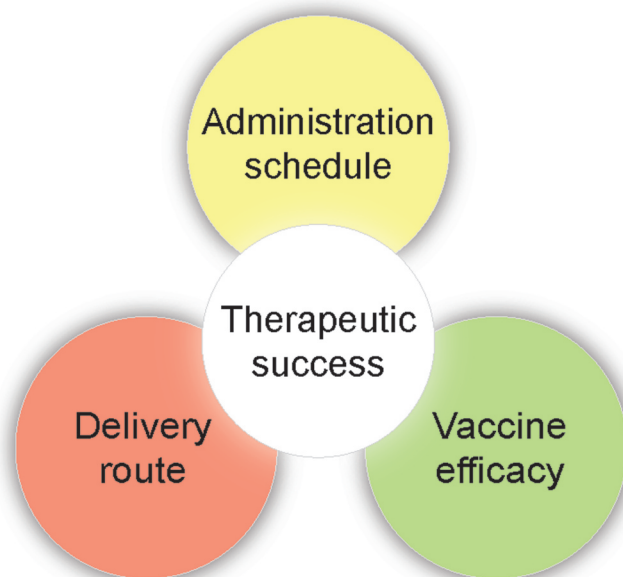 Administration
schedule
Therapeutic
success
Delivery
route
Vaccine
efficacy